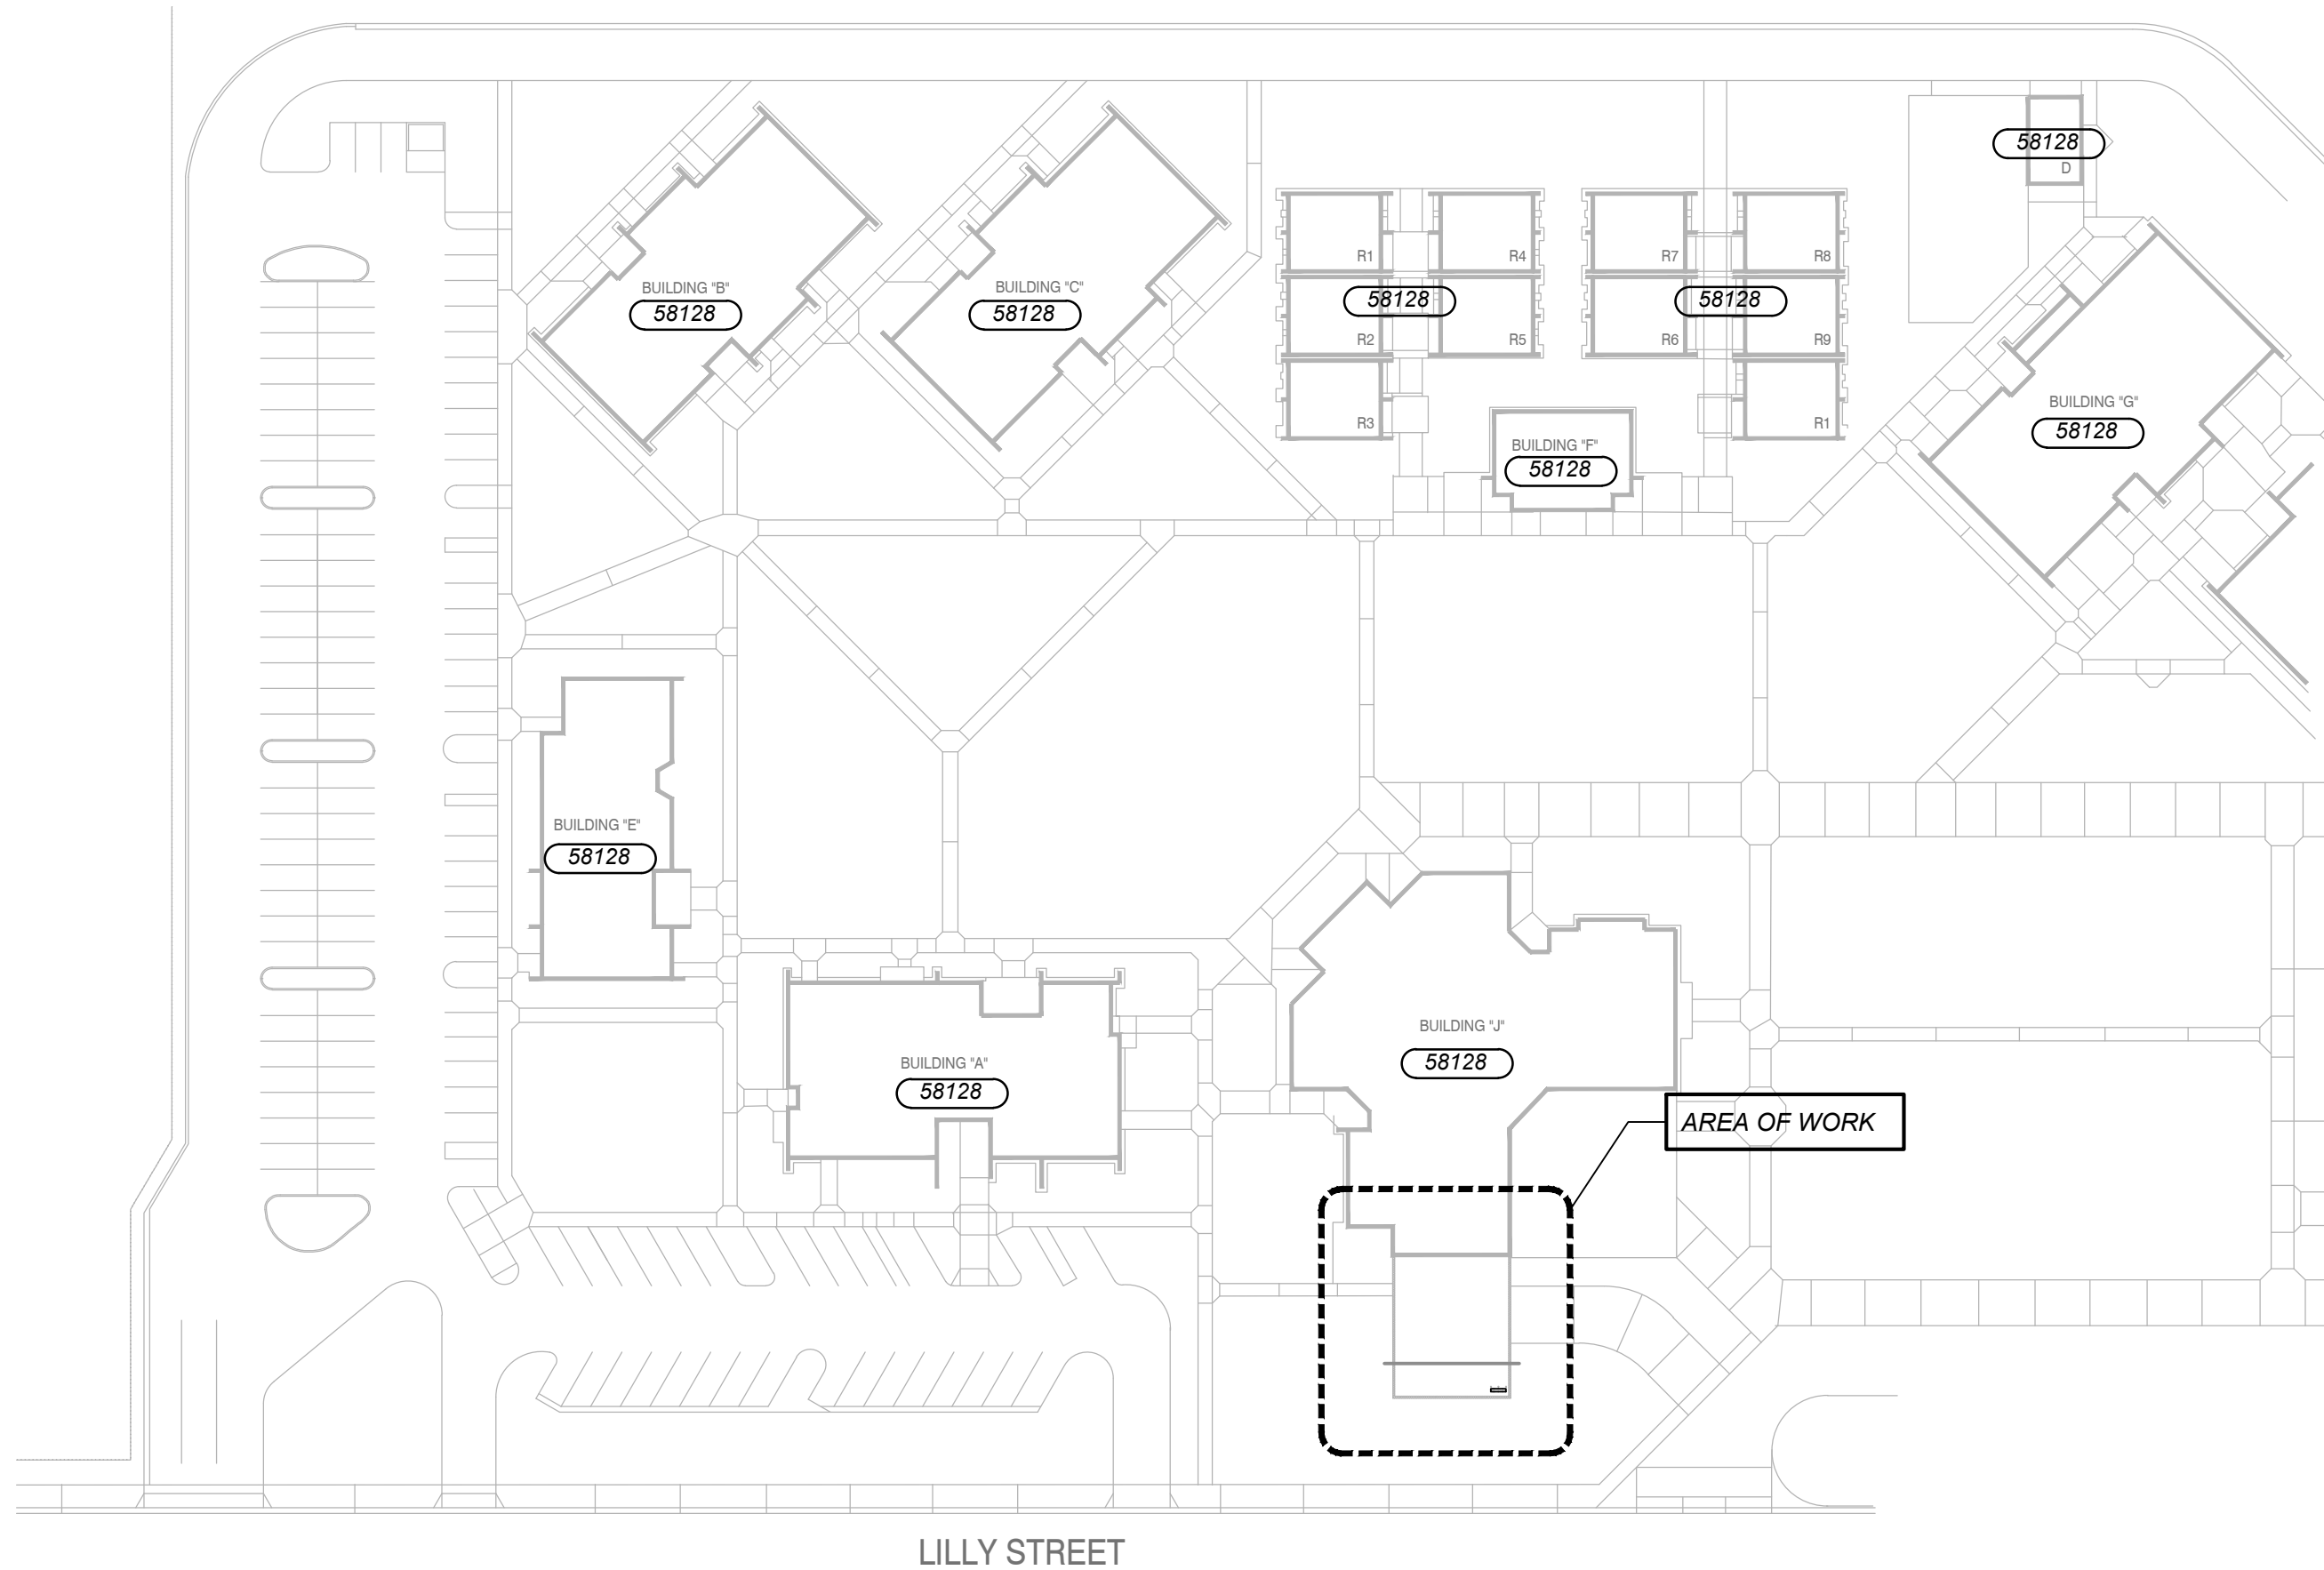 58128
D
R1
R4
R7
R8
BUILDING "B"
58128
BUILDING "C"
58128
58128
58128
R2
R5
R6
R9
BUILDING "G"
58128
R3
R1
BUILDING "F"
58128
BUILDING "E"
58128
BUILDING "J"
58128
BUILDING "A"
58128
AREA OF WORK
LILLY STREET